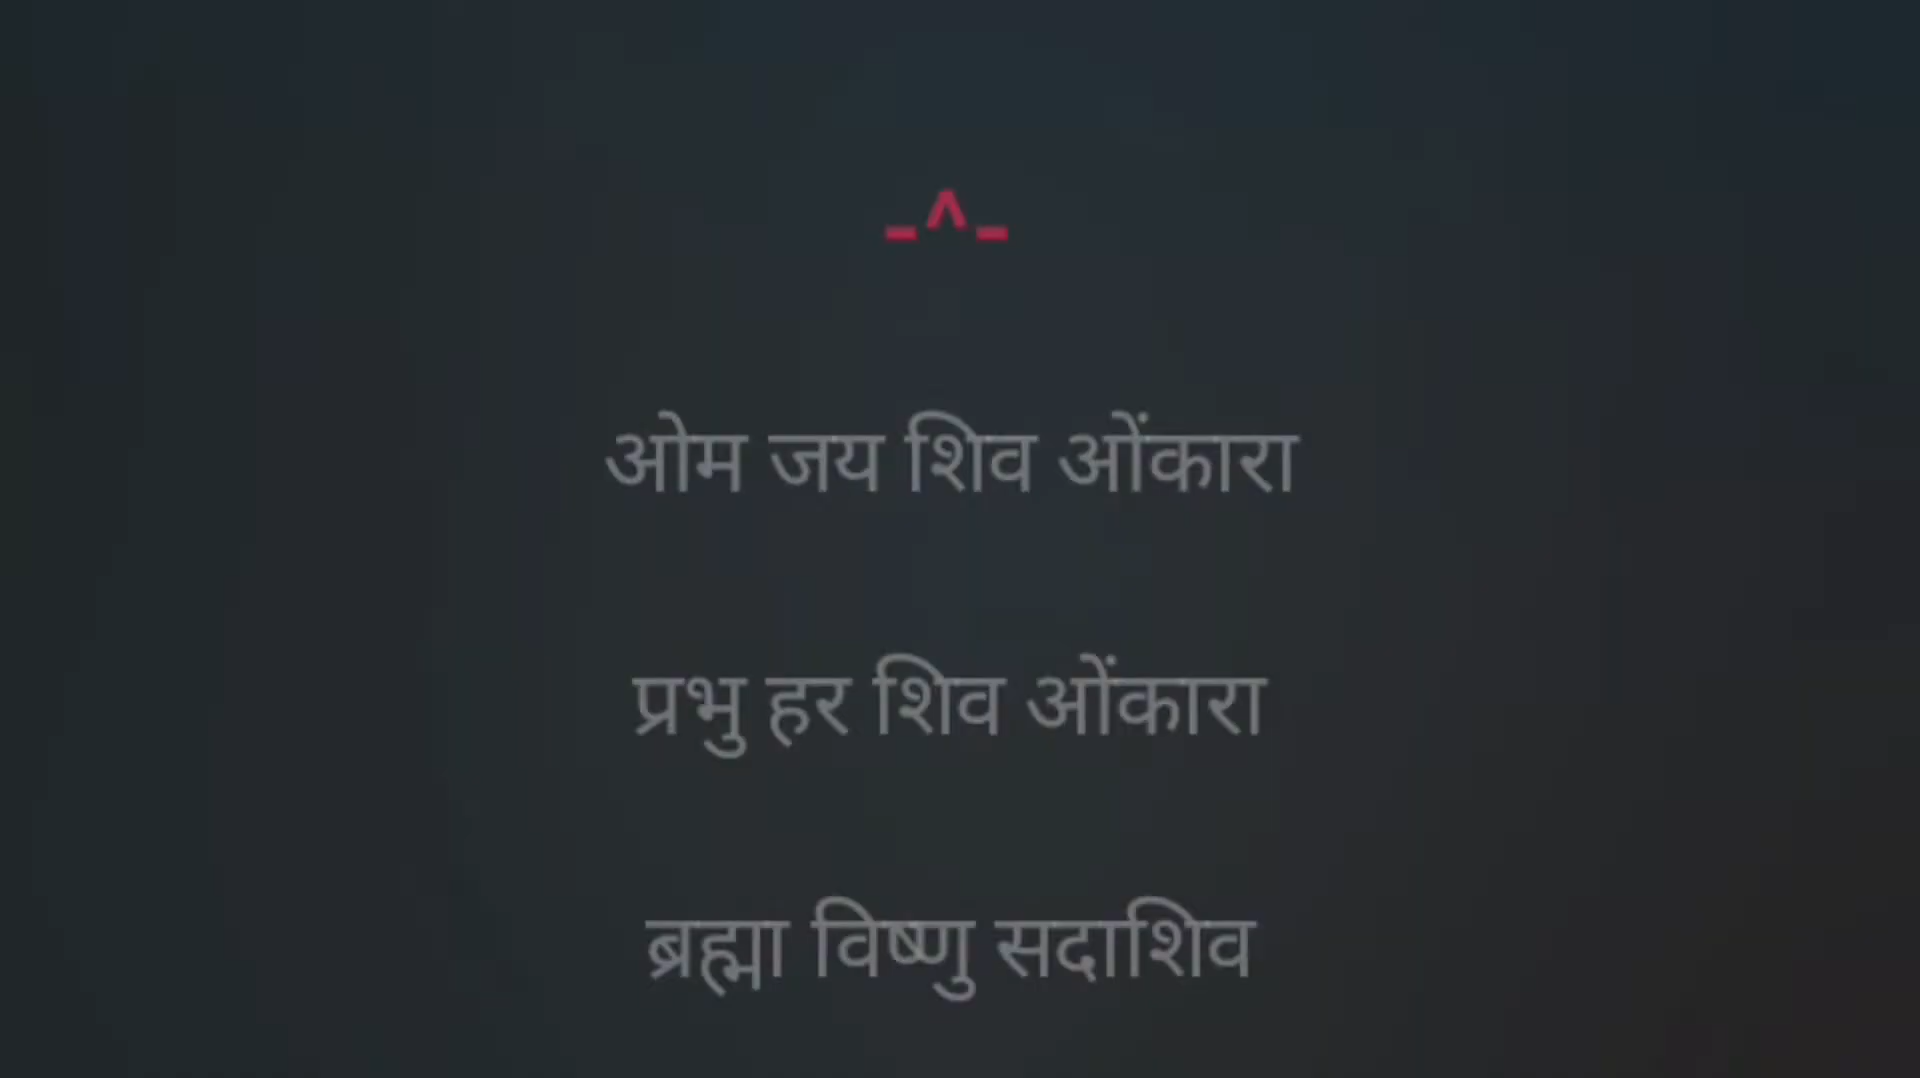 -^-
ओम जय शिव ओंकारा
प्रभु हर शिव ओंकारा
ब्रह्मा विष्णु सदाशिव